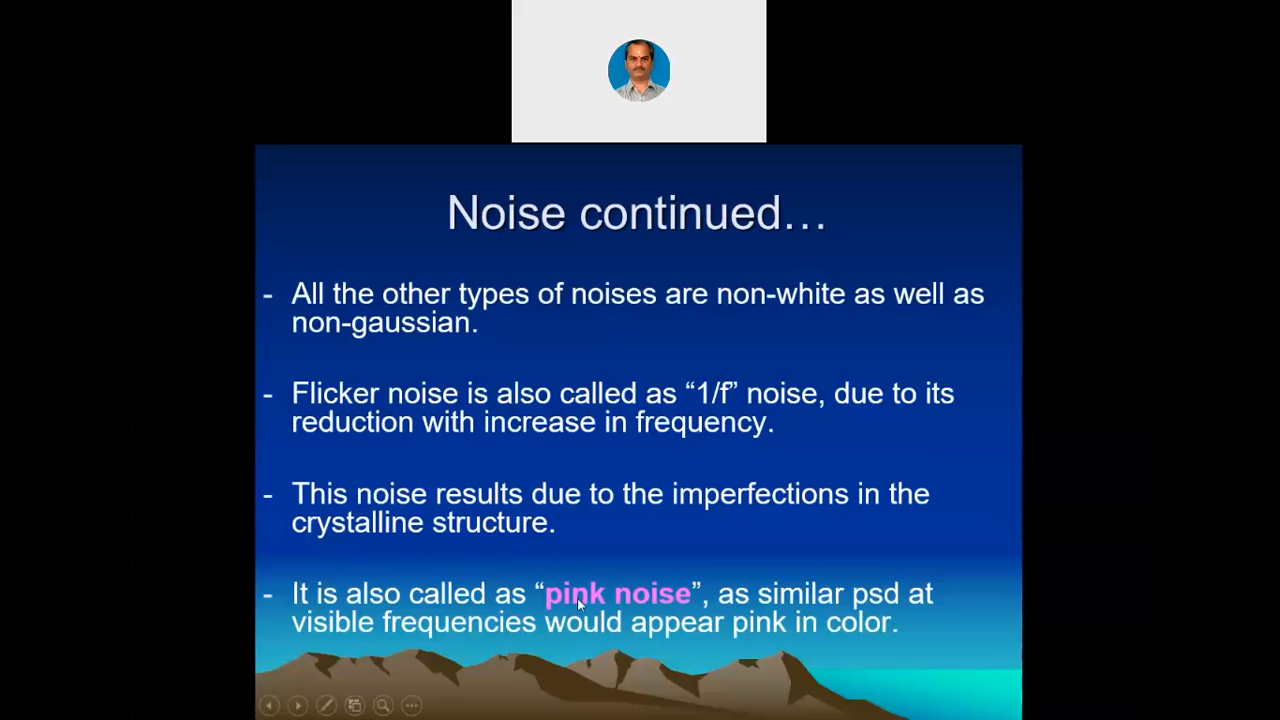 Noise continued...
- All the other types of noises are non-white as well as
non-gaussian.
- Flicker noise is also called as “1/f” noise, due to its
reduction with increase in frequency.
- This noise results due to the imperfections in the
crystalline structure.
- It is also called as “pink noise”, as similar psd at
visible frequencies would appear pink in color.